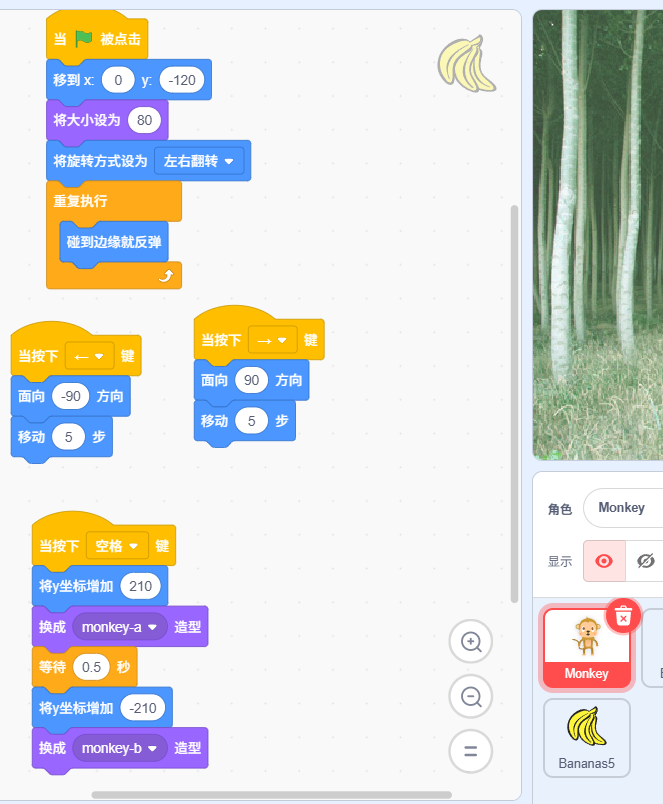 当 被点击
移到 x: 0 y: -120
将大小设为 80
将旋转方式设为 左右翻转
重复执行
碰到边缘就反弹
当按下 ← 键
面向 -90 方向
移动 5 步
当按下 → 键
面向 90 方向
移动 5 步
当按下 空格 键
将y坐标增加 210
换成 monkey-a 造型
等待 0.5 秒
将y坐标增加 -210
换成 monkey-b 造型
角色 Monkey
显示
Monkey
Bananas5